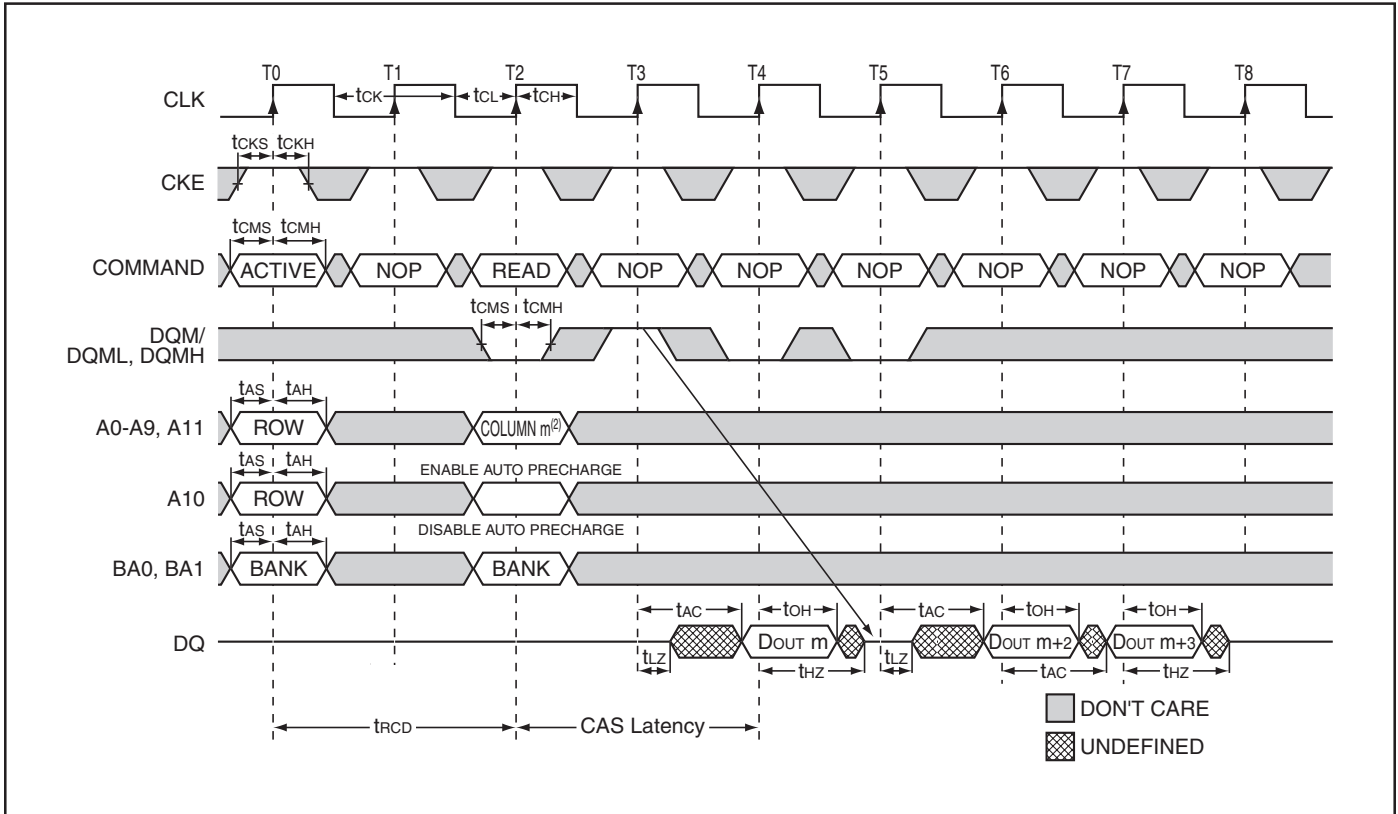 T0 T1 T2 T3 T4 T5 T6 T7 T8
CLK tCK tCL tCH
tCKS tCKH
CKE
tCMS tCMH
COMMAND ACTIVE NOP READ NOP NOP NOP NOP NOP NOP
tCMS tCMH
DQM/
DQML, DQMH
tAS tAH
A0-A9, A11 ROW COLUMN m(2)
tAS tAH ENABLE AUTO PRECHARGE
A10 ROW
tAS tAH DISABLE AUTO PRECHARGE
BA0, BA1 BANK BANK
tAC tOH tAC tOH tOH
DQ DOUT m DOUT m+2 DOUT m+3
tLZ tHZ tLZ tAC tHZ
DON'T CARE
tRCD CAS Latency
UNDEFINED